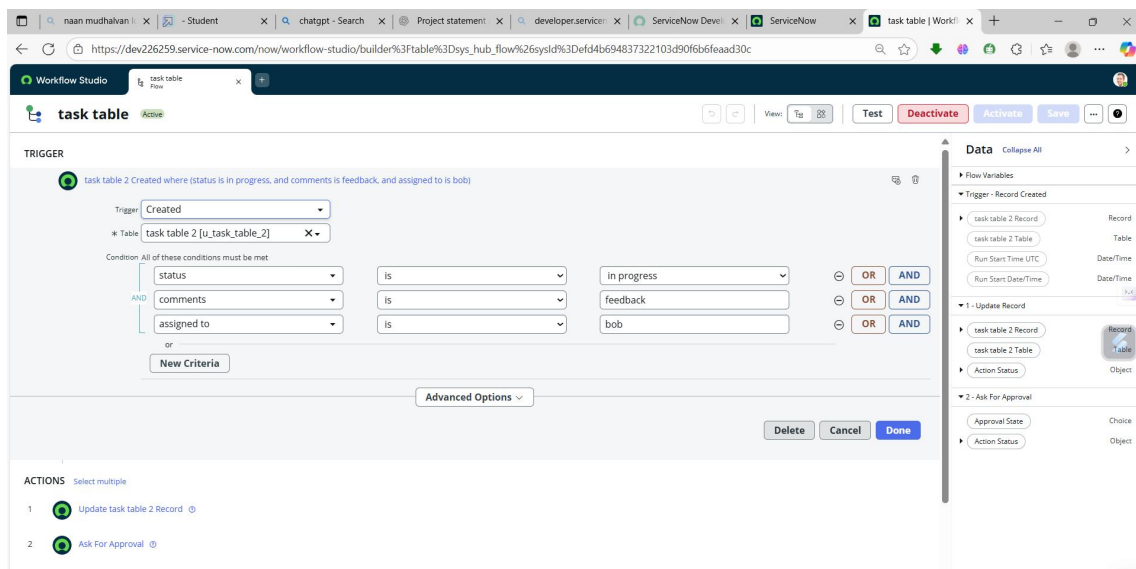 naan mudhalvan lo
- Student
chatgpt - Search
Project statement
developer.servicen
ServiceNow Develo
ServiceNow
task table | Workfl
https://dev226259.service-now.com/now/workflow-studio/builder%3Ftable%3Dsys_hub_flow%26sysId%3Defd4b694837322103d90f6b6feaad30c
Workflow Studio
task table
Flow
task table Active
View: Test Deactivate Activate Save
TRIGGER
task table 2 Created where (status is in progress, and comments is feedback, and assigned to is bob)
Trigger Created
* Table task table 2 [u_task_table_2]
Condition All of these conditions must be met
status is in progress OR AND
AND comments is feedback OR AND
assigned to is bob OR AND
or
New Criteria
Advanced Options
Delete Cancel Done
ACTIONS Select multiple
1 Update task table 2 Record
2 Ask For Approval
Data Collapse All
Flow Variables
Trigger - Record Created
task table 2 Record Record
task table 2 Table Table
Run Start Time UTC Date/Time
Run Start Date/Time Date/Time
1 - Update Record
task table 2 Record Record
task table 2 Table Table
Action Status Object
2 - Ask For Approval
Approval State Choice
Action Status Object